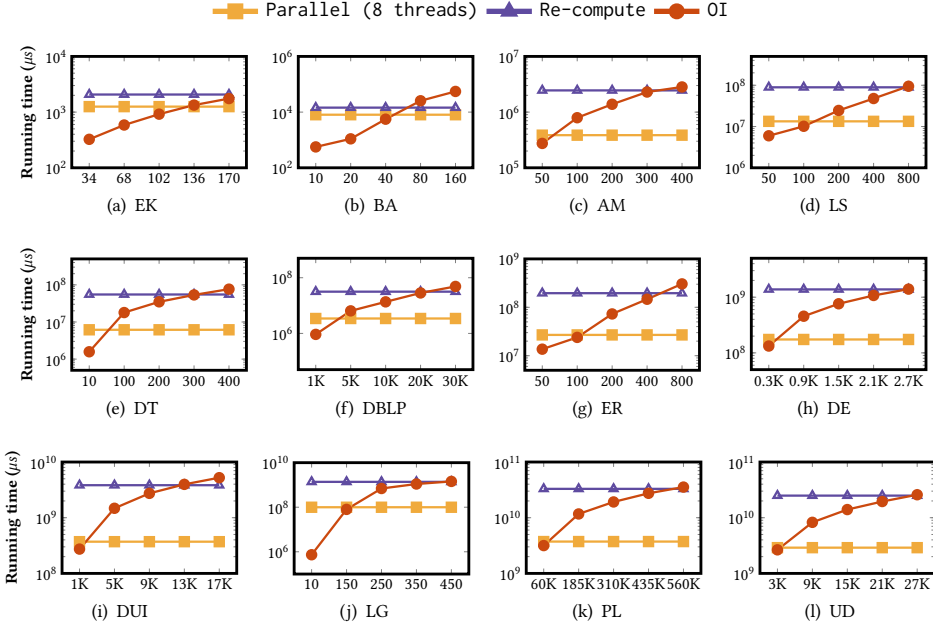 Parallel (8 threads) Re-compute OI
Running time (μs)
10^4
10^3
10^2
34 68 102 136 170
(a) EK
10^6
10^4
10^2
10 20 40 80 160
(b) BA
10^7
10^6
10^5
50 100 200 300 400
(c) AM
10^8
10^7
10^6
50 100 200 400 800
(d) LS
Running time (μs)
10^8
10^7
10^6
10 100 200 300 400
(e) DT
10^8
10^6
1K 5K 10K 20K 30K
(f) DBLP
10^9
10^8
10^7
50 100 200 400 800
(g) ER
10^9
10^8
0.3K 0.9K 1.5K 2.1K 2.7K
(h) DE
Running time (μs)
10^10
10^9
10^8
1K 5K 9K 13K 17K
(i) DUI
10^10
10^8
10^6
10 150 250 350 450
(j) LG
10^11
10^10
10^9
60K 185K 310K 435K 560K
(k) PL
10^11
10^10
10^9
3K 9K 15K 21K 27K
(l) UD